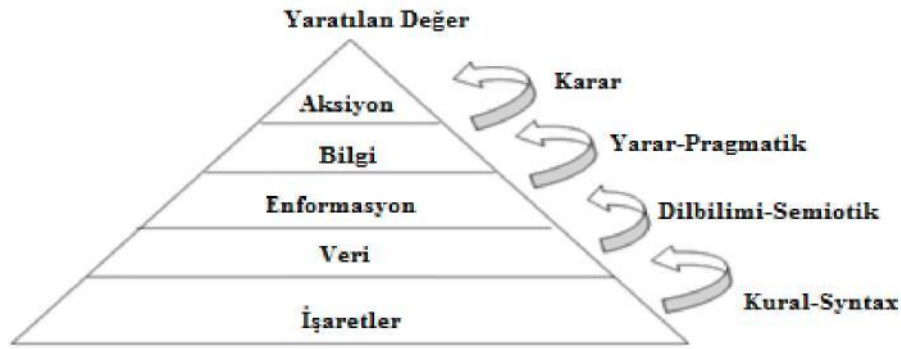 Yaratılan Değer
Karar
Aksiyon
Yarar-Pragmatik
Bilgi
Enformasyon
Dilbilimi-Semiotik
Veri
Kural-Syntax
İşaretler